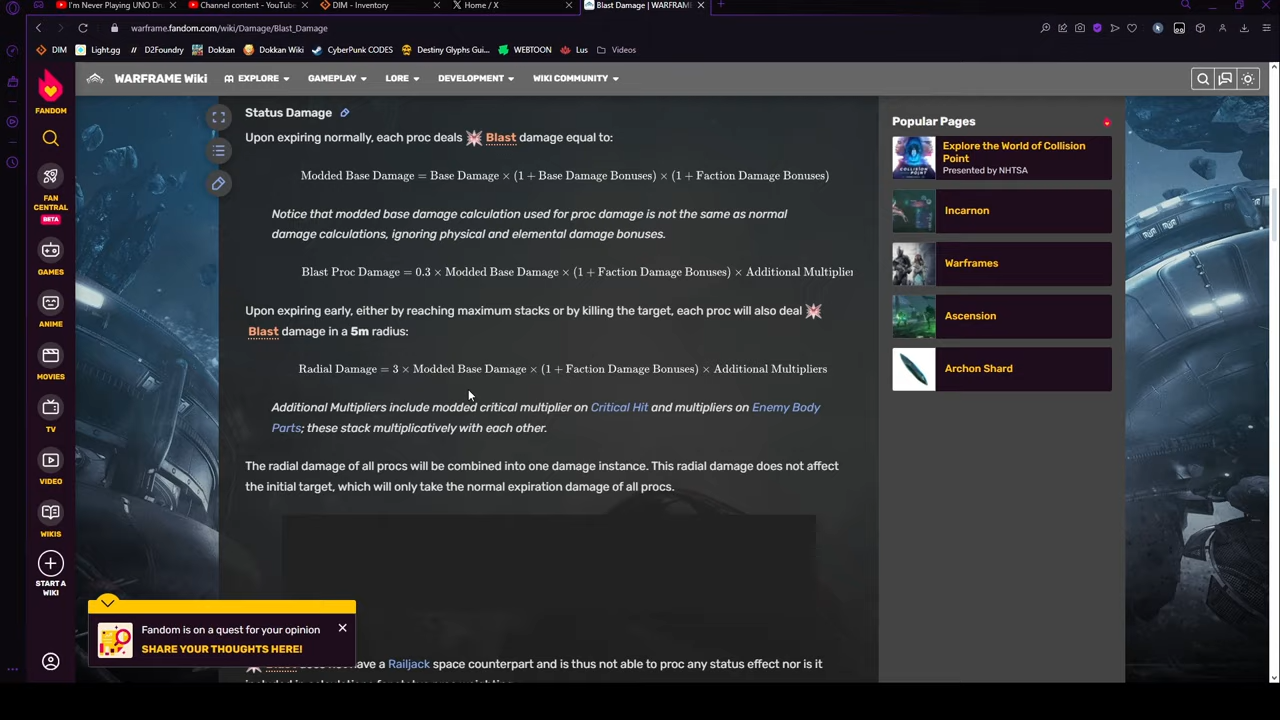 I'm Never Playing UNO Dr
Channel content - YouTub
DIM - Inventory
Home / X
Blast Damage | WARFRAM
warframe.fandom.com/wiki/Damage/Blast_Damage
DIM
Light.gg
D2Foundry
Dokkan
Dokkan Wiki
CyberPunk CODES
Destiny Glyphs Gui...
WEBTOON
Lus
Videos
WARFRAME Wiki
EXPLORE
GAMEPLAY
LORE
DEVELOPMENT
WIKI COMMUNITY
FANDOM
FAN CENTRAL
BETA
GAMES
ANIME
MOVIES
TV
VIDEO
WIKIS
START A WIKI
Status Damage
Upon expiring normally, each proc deals Blast damage equal to:
Modded Base Damage = Base Damage × (1 + Base Damage Bonuses) × (1 + Faction Damage Bonuses)
Notice that modded base damage calculation used for proc damage is not the same as normal
damage calculations, ignoring physical and elemental damage bonuses.
Blast Proc Damage = 0.3 × Modded Base Damage × (1 + Faction Damage Bonuses) × Additional Multiplier
Upon expiring early, either by reaching maximum stacks or by killing the target, each proc will also deal
Blast damage in a 5m radius:
Radial Damage = 3 × Modded Base Damage × (1 + Faction Damage Bonuses) × Additional Multipliers
Additional Multipliers include modded critical multiplier on Critical Hit and multipliers on Enemy Body
Parts; these stack multiplicatively with each other.
The radial damage of all procs will be combined into one damage instance. This radial damage does not affect
the initial target, which will only take the normal expiration damage of all procs.
have a Railjack space counterpart and is thus not able to proc any status effect nor is it
Popular Pages
Explore the World of Collision
Point
Presented by NHTSA
Incarnon
Warframes
Ascension
Archon Shard
Fandom is on a quest for your opinion
SHARE YOUR THOUGHTS HERE!